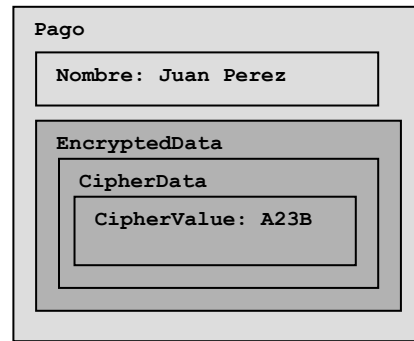 Pago
Nombre: Juan Perez
EncryptedData
CipherData
CipherValue: A23B